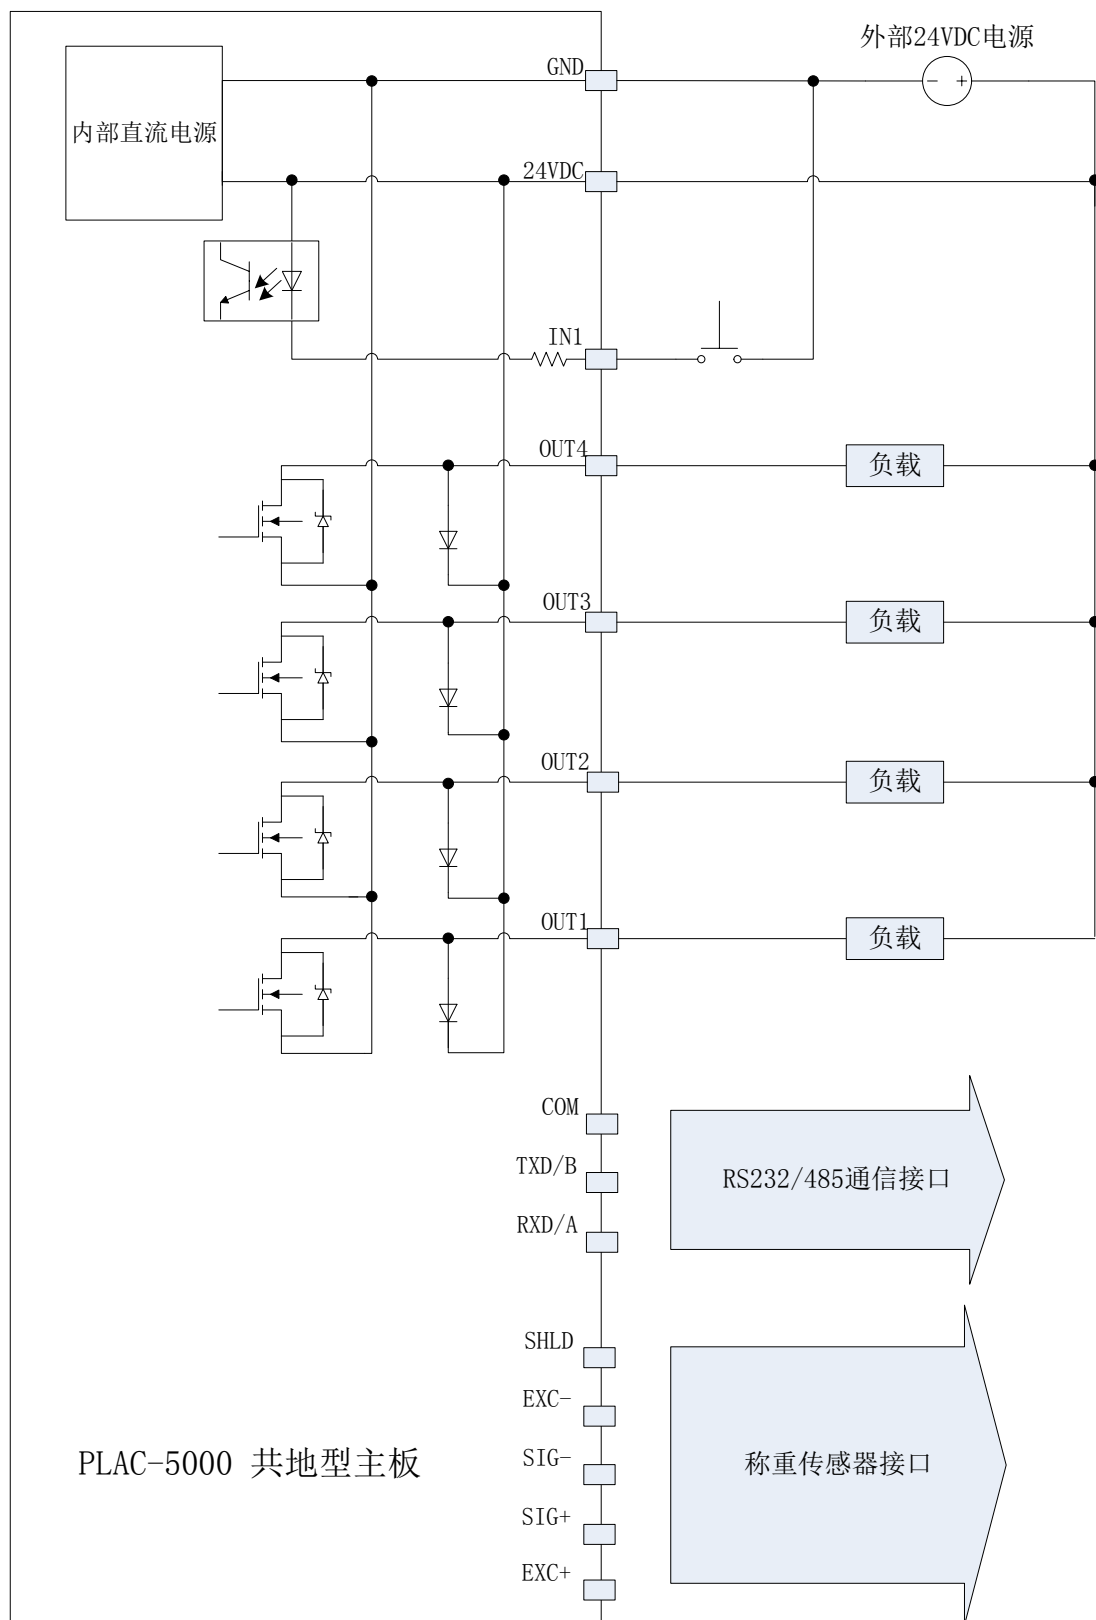 外部24VDC电源
GND
内部直流电源
24VDC
IN1
OUT4
负载
OUT3
负载
OUT2
负载
OUT1
负载
COM
TXD/B
RS232/485通信接口
RXD/A
SHLD
EXC-
SIG-
PLAC-5000 共地型主板
称重传感器接口
SIG+
EXC+